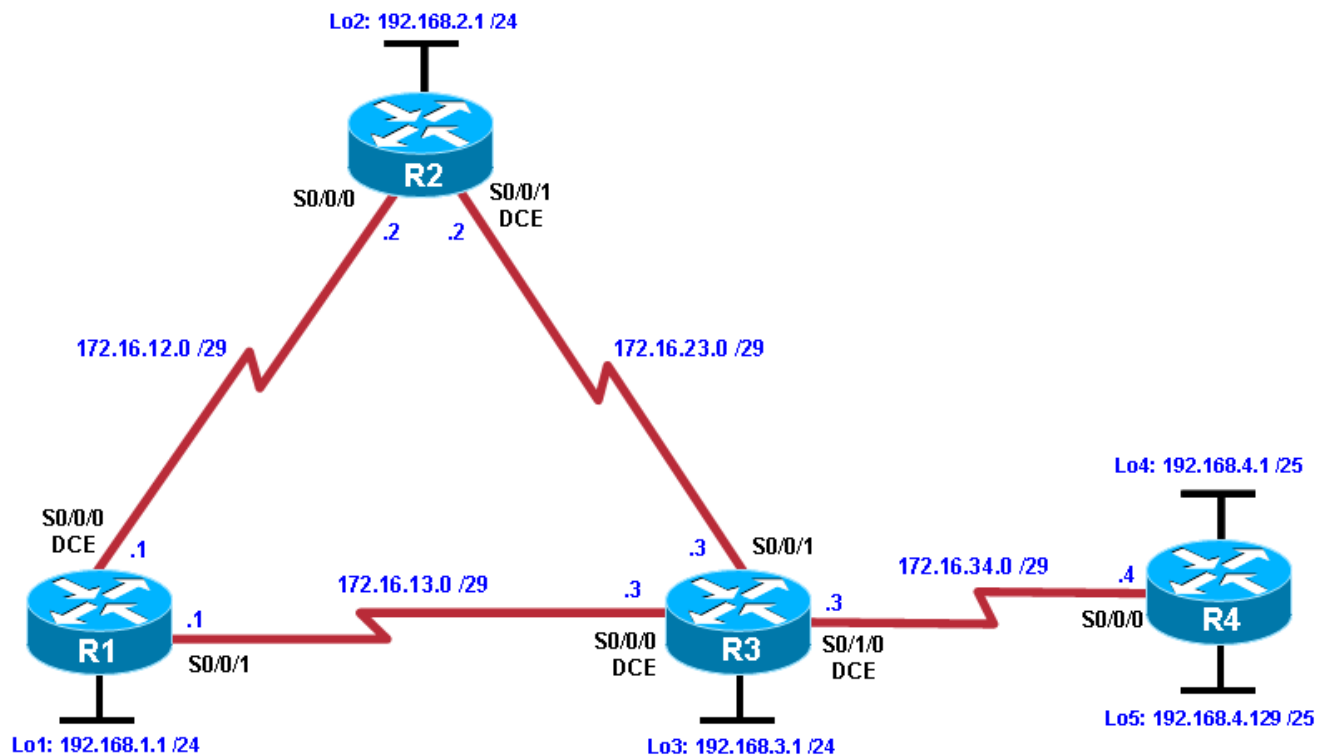 Lo2: 192.168.2.1 /24
R2
S0/0/0
S0/0/1
DCE
.2
.2
172.16.12.0 /29
172.16.23.0 /29
Lo4: 192.168.4.1 /25
S0/0/0
DCE
.1
.3
S0/0/1
172.16.13.0 /29
172.16.34.0 /29
.1
.3
.3
.4
R1
S0/0/1
S0/0/0
DCE
R3
S0/1/0
DCE
S0/0/0
R4
Lo1: 192.168.1.1 /24
Lo3: 192.168.3.1 /24
Lo5: 192.168.4.129 /25